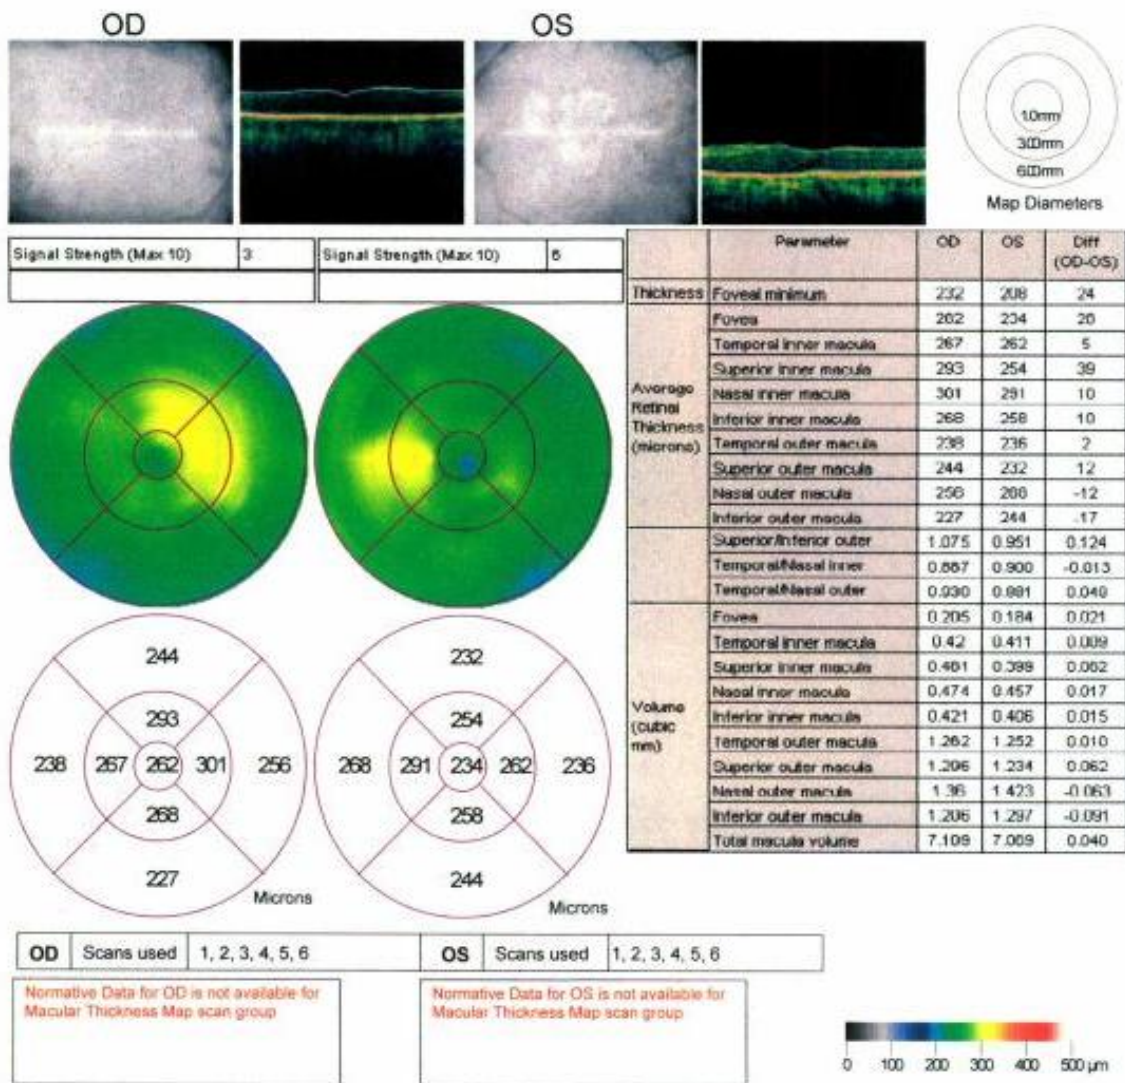 OD OS
1.0mm
3.00mm
6.00mm
Map Diameters
Signal Strength (Max 10) 3 Signal Strength (Max 10) 6
Parameter OD OS Diff
(OD-OS)
Thickness Foveal minimum 232 208 24
Average
Retinal
Thickness
(microns)
Fovea 262 234 28
Temporal inner macula 267 262 5
Superior inner macula 293 254 39
Nasal inner macula 301 291 10
Inferior inner macula 268 258 10
Temporal outer macula 238 236 2
Superior outer macula 244 232 12
Nasal outer macula 256 268 -12
Inferior outer macula 227 244 -17
Superior/Inferior outer 1.075 0.951 0.124
Temporal/Nasal inner 0.887 0.900 -0.013
Temporal/Nasal outer 0.930 0.881 0.049
Volume
(cubic
mm)
Fovea 0.205 0.184 0.021
Temporal inner macula 0.42 0.411 0.009
Superior inner macula 0.461 0.399 0.062
Nasal inner macula 0.474 0.457 0.017
Inferior inner macula 0.421 0.406 0.015
Temporal outer macula 1.262 1.252 0.010
Superior outer macula 1.296 1.234 0.062
Nasal outer macula 1.36 1.423 -0.063
Inferior outer macula 1.206 1.297 -0.091
Total macula volume 7.109 7.069 0.040
244
293
238 267 262 301 256
268
227
Microns
232
254
268 291 234 262 236
258
244
Microns
OD Scans used 1, 2, 3, 4, 5, 6 OS Scans used 1, 2, 3, 4, 5, 6
Normative Data for OD is not available for
Macular Thickness Map scan group
Normative Data for OS is not available for
Macular Thickness Map scan group
0 100 200 300 400 500 µm